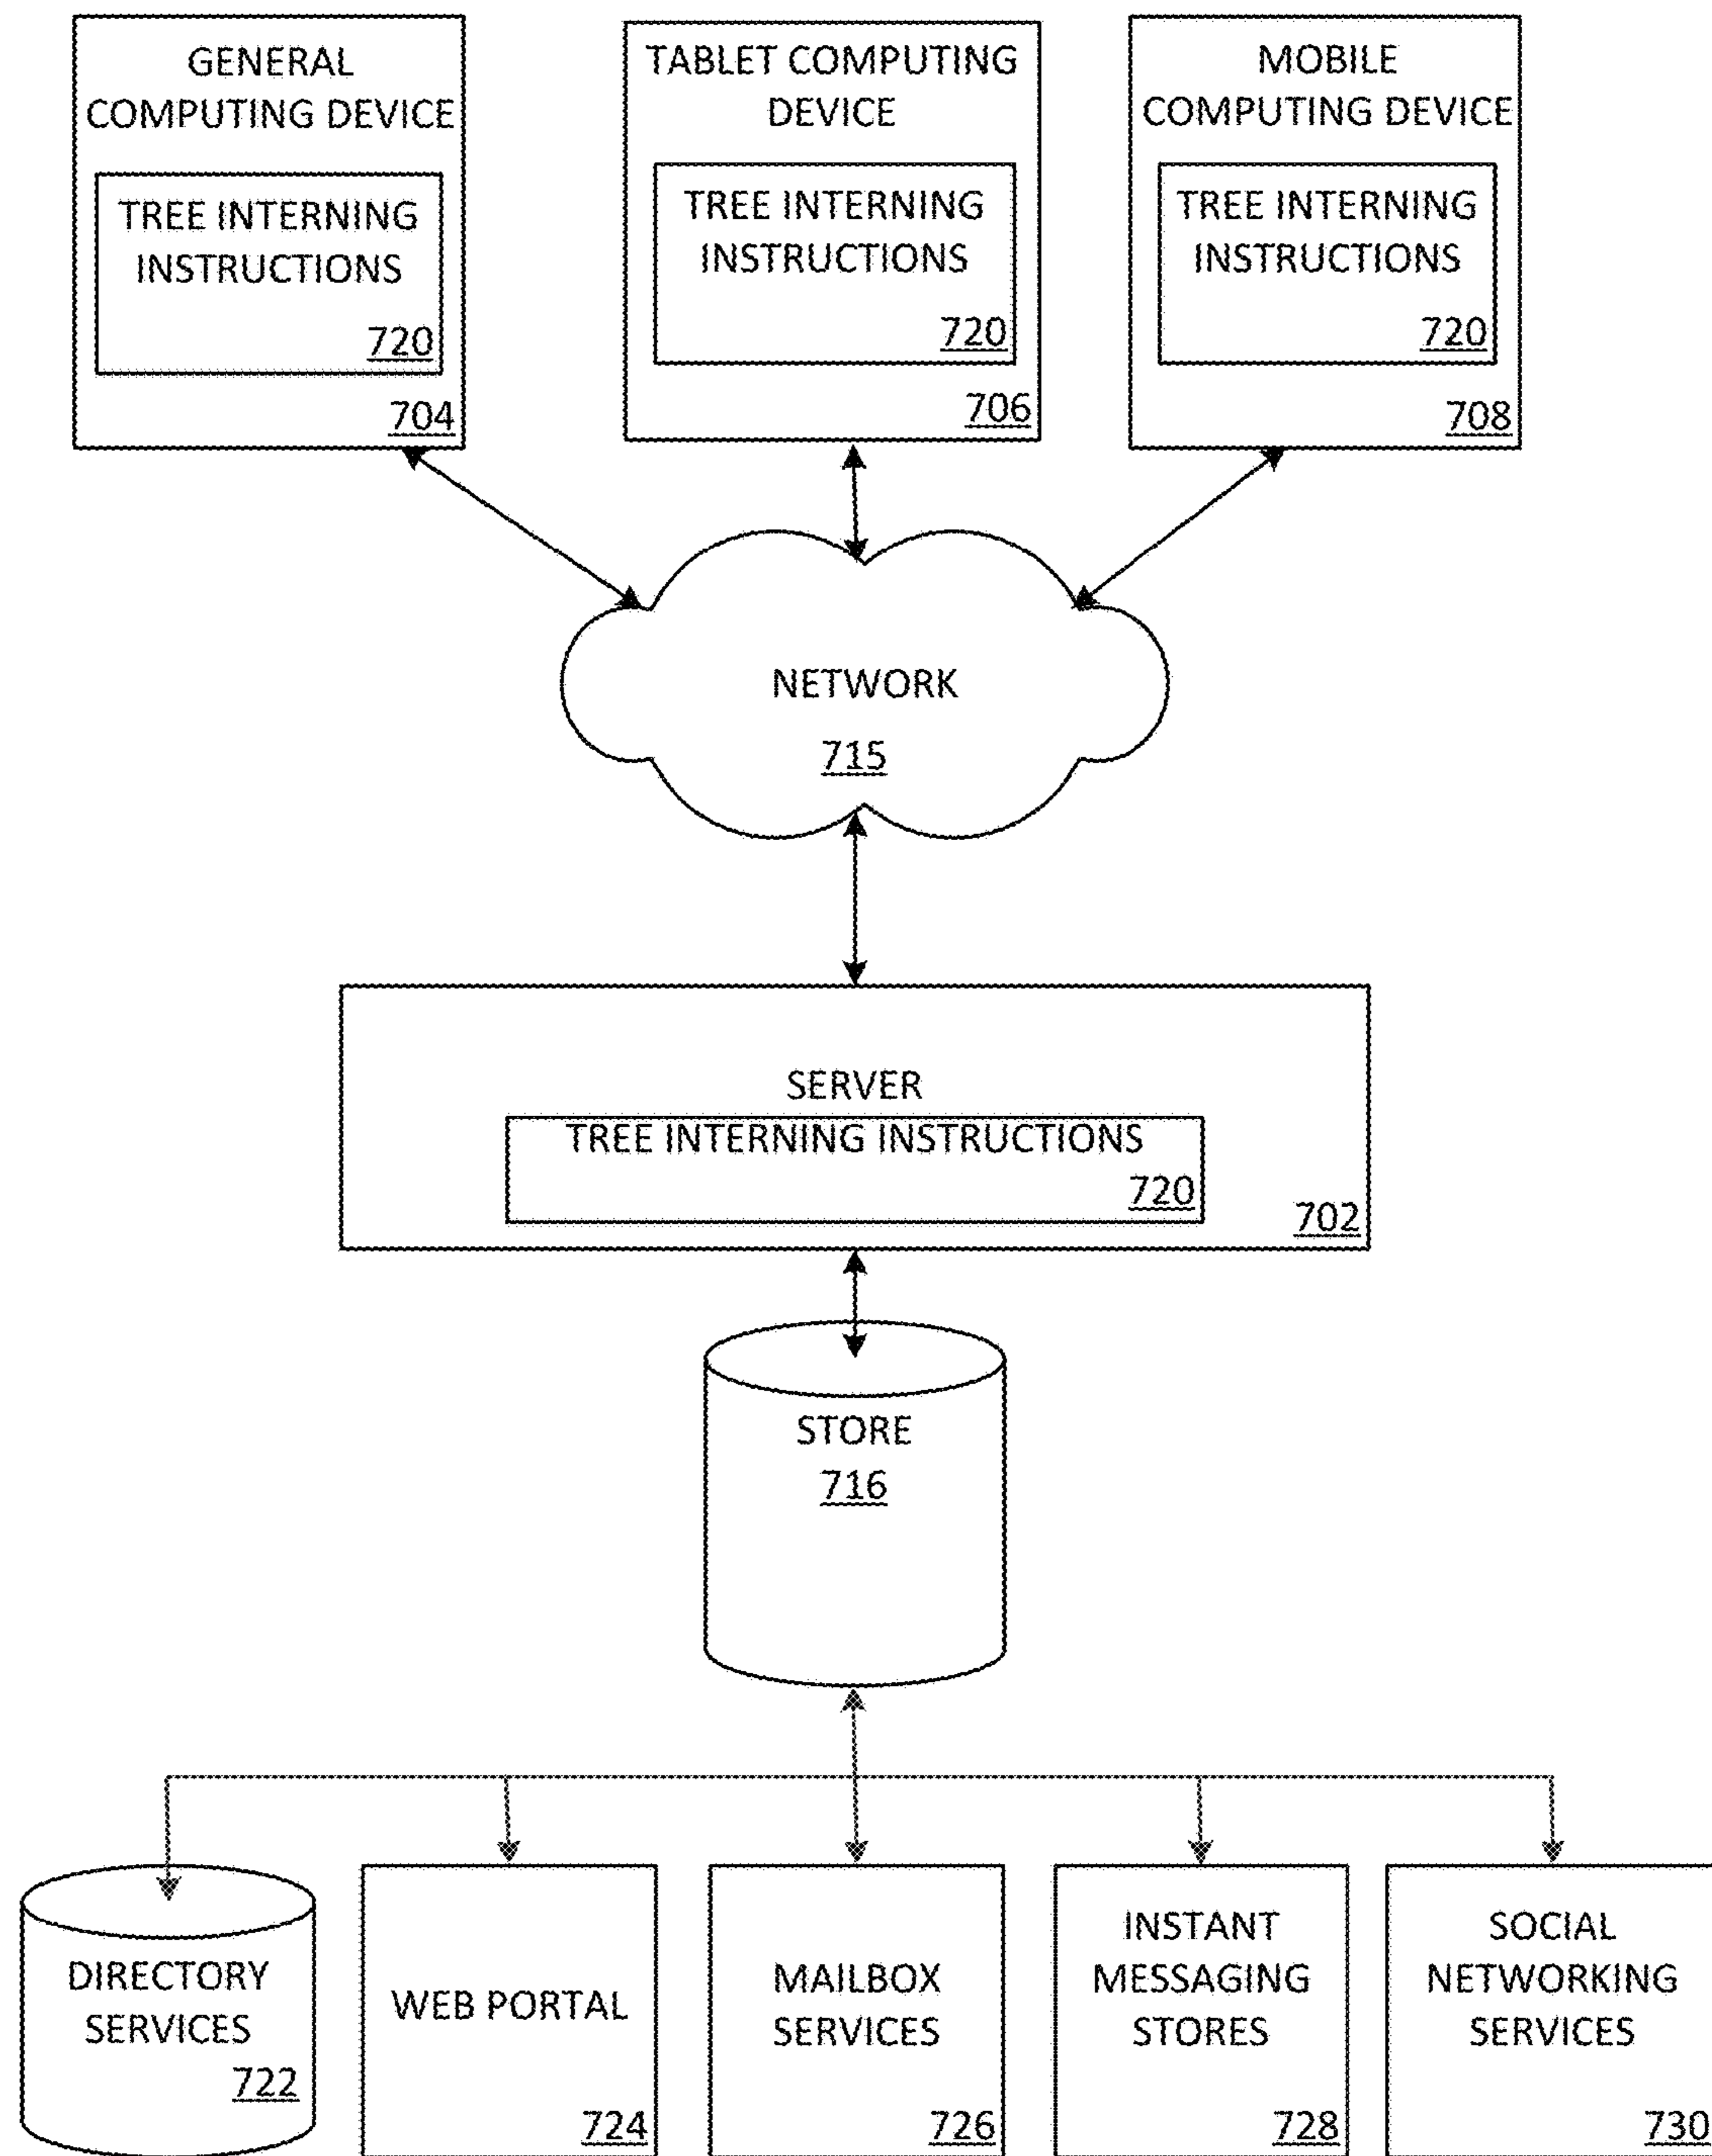 GENERAL
COMPUTING DEVICE
TREE INTERNING
INSTRUCTIONS
720
704
TABLET COMPUTING
DEVICE
TREE INTERNING
INSTRUCTIONS
720
706
MOBILE
COMPUTING DEVICE
TREE INTERNING
INSTRUCTIONS
720
708
NETWORK
715
SERVER
TREE INTERNING INSTRUCTIONS
720
702
STORE
716
DIRECTORY
SERVICES
722
WEB PORTAL
724
MAILBOX
SERVICES
726
INSTANT
MESSAGING
STORES
728
SOCIAL
NETWORKING
SERVICES
730